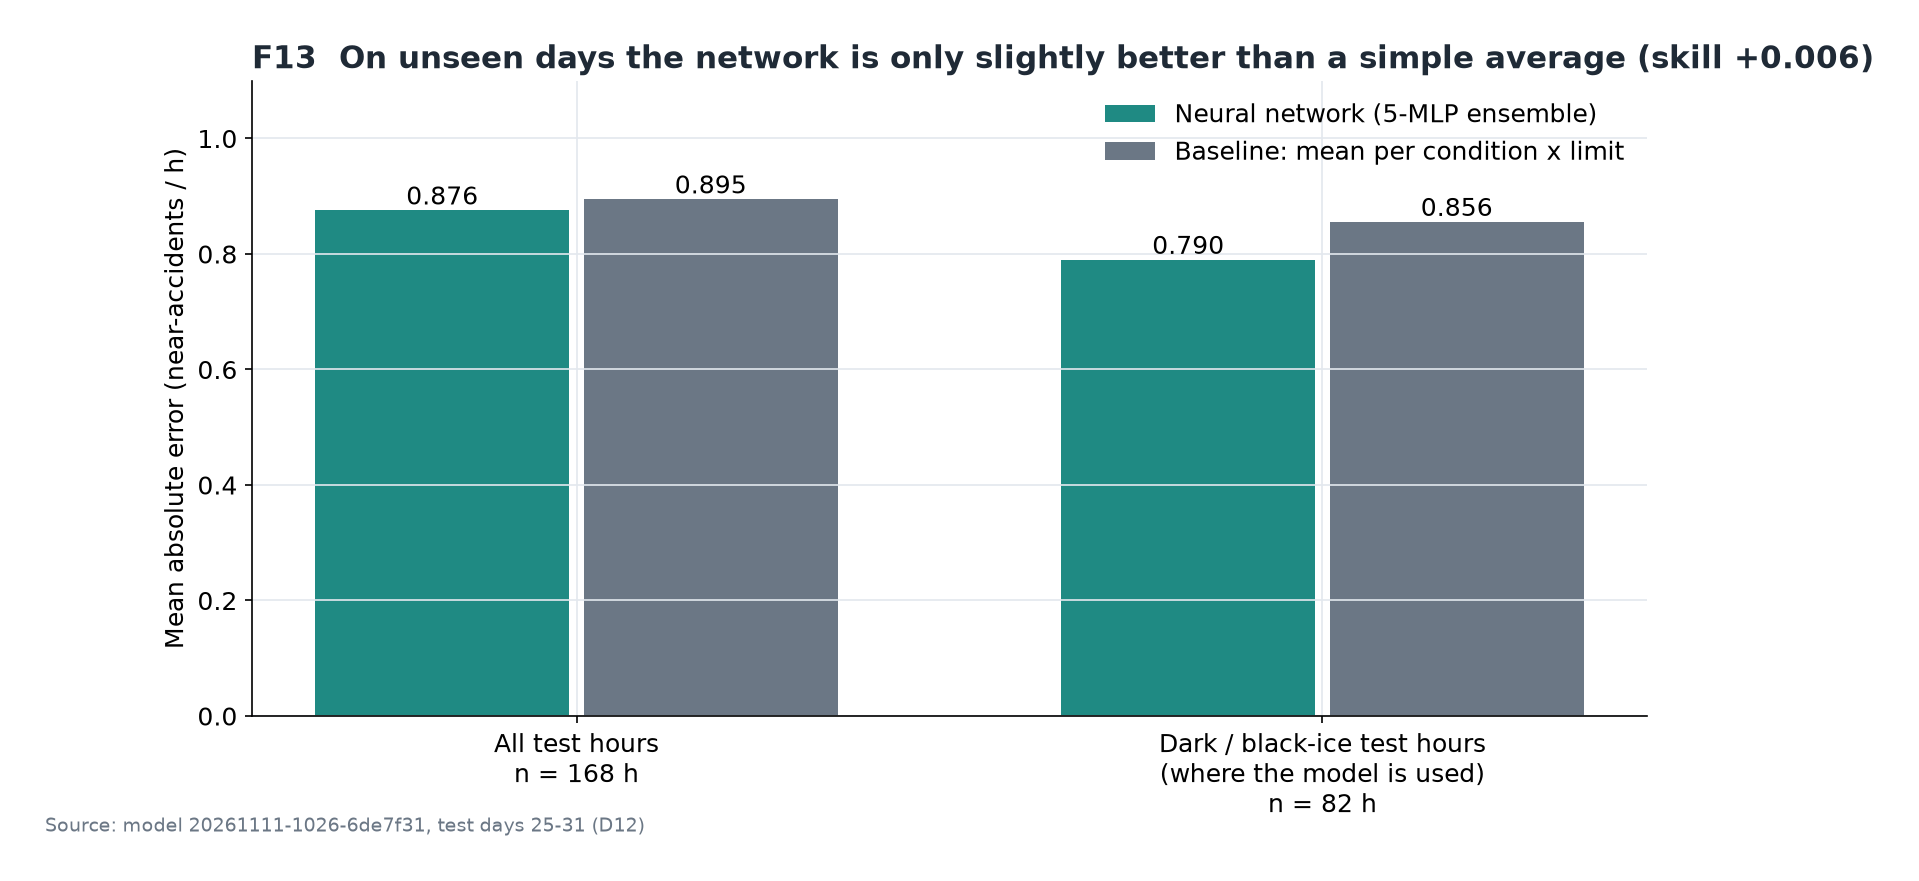 F13  On unseen days the network is only slightly better than a simple average (skill +0.006)
Neural network (5-MLP ensemble)
Baseline: mean per condition x limit
Mean absolute error (near-accidents / h)
1.0
0.8
0.6
0.4
0.2
0.0
0.876
0.895
0.790
0.856
All test hours
n = 168 h
Dark / black-ice test hours
(where the model is used)
n = 82 h
Source: model 20261111-1026-6de7f31, test days 25-31 (D12)